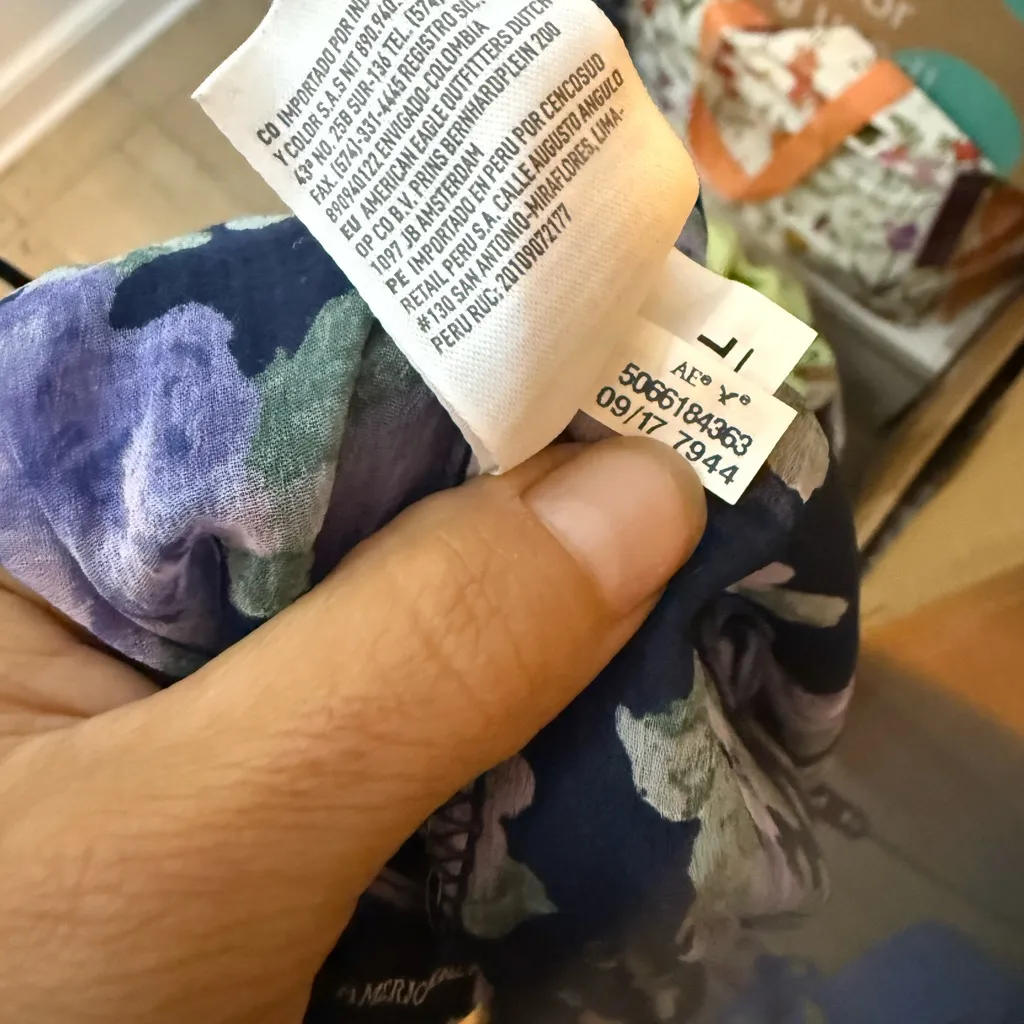 CO IMPORTADO POR
Y COLOR S.A.S NIT 890.940.
43ª NO. 25B SUR-136 TEL.
FAX. (574)-331-4445 REGISTRO
890940122 ENVIGADO-COLOMBIA
EU AMERICAN EAGLE OUTFITTERS DUTCH
OP CO B.V. PRINS BERNHARDPLEIN 200
1097 JB AMSTERDAM
PE IMPORTADO EN PERU POR CENCOSUD
RETAIL PERU S.A. CALLE AUGUSTO ANGULO
#130 SAN ANTONIO-MIRAFLORES, LIMA-
PERU RUC: 20109072177
L
AE®
5066184363
09/17 7944
or